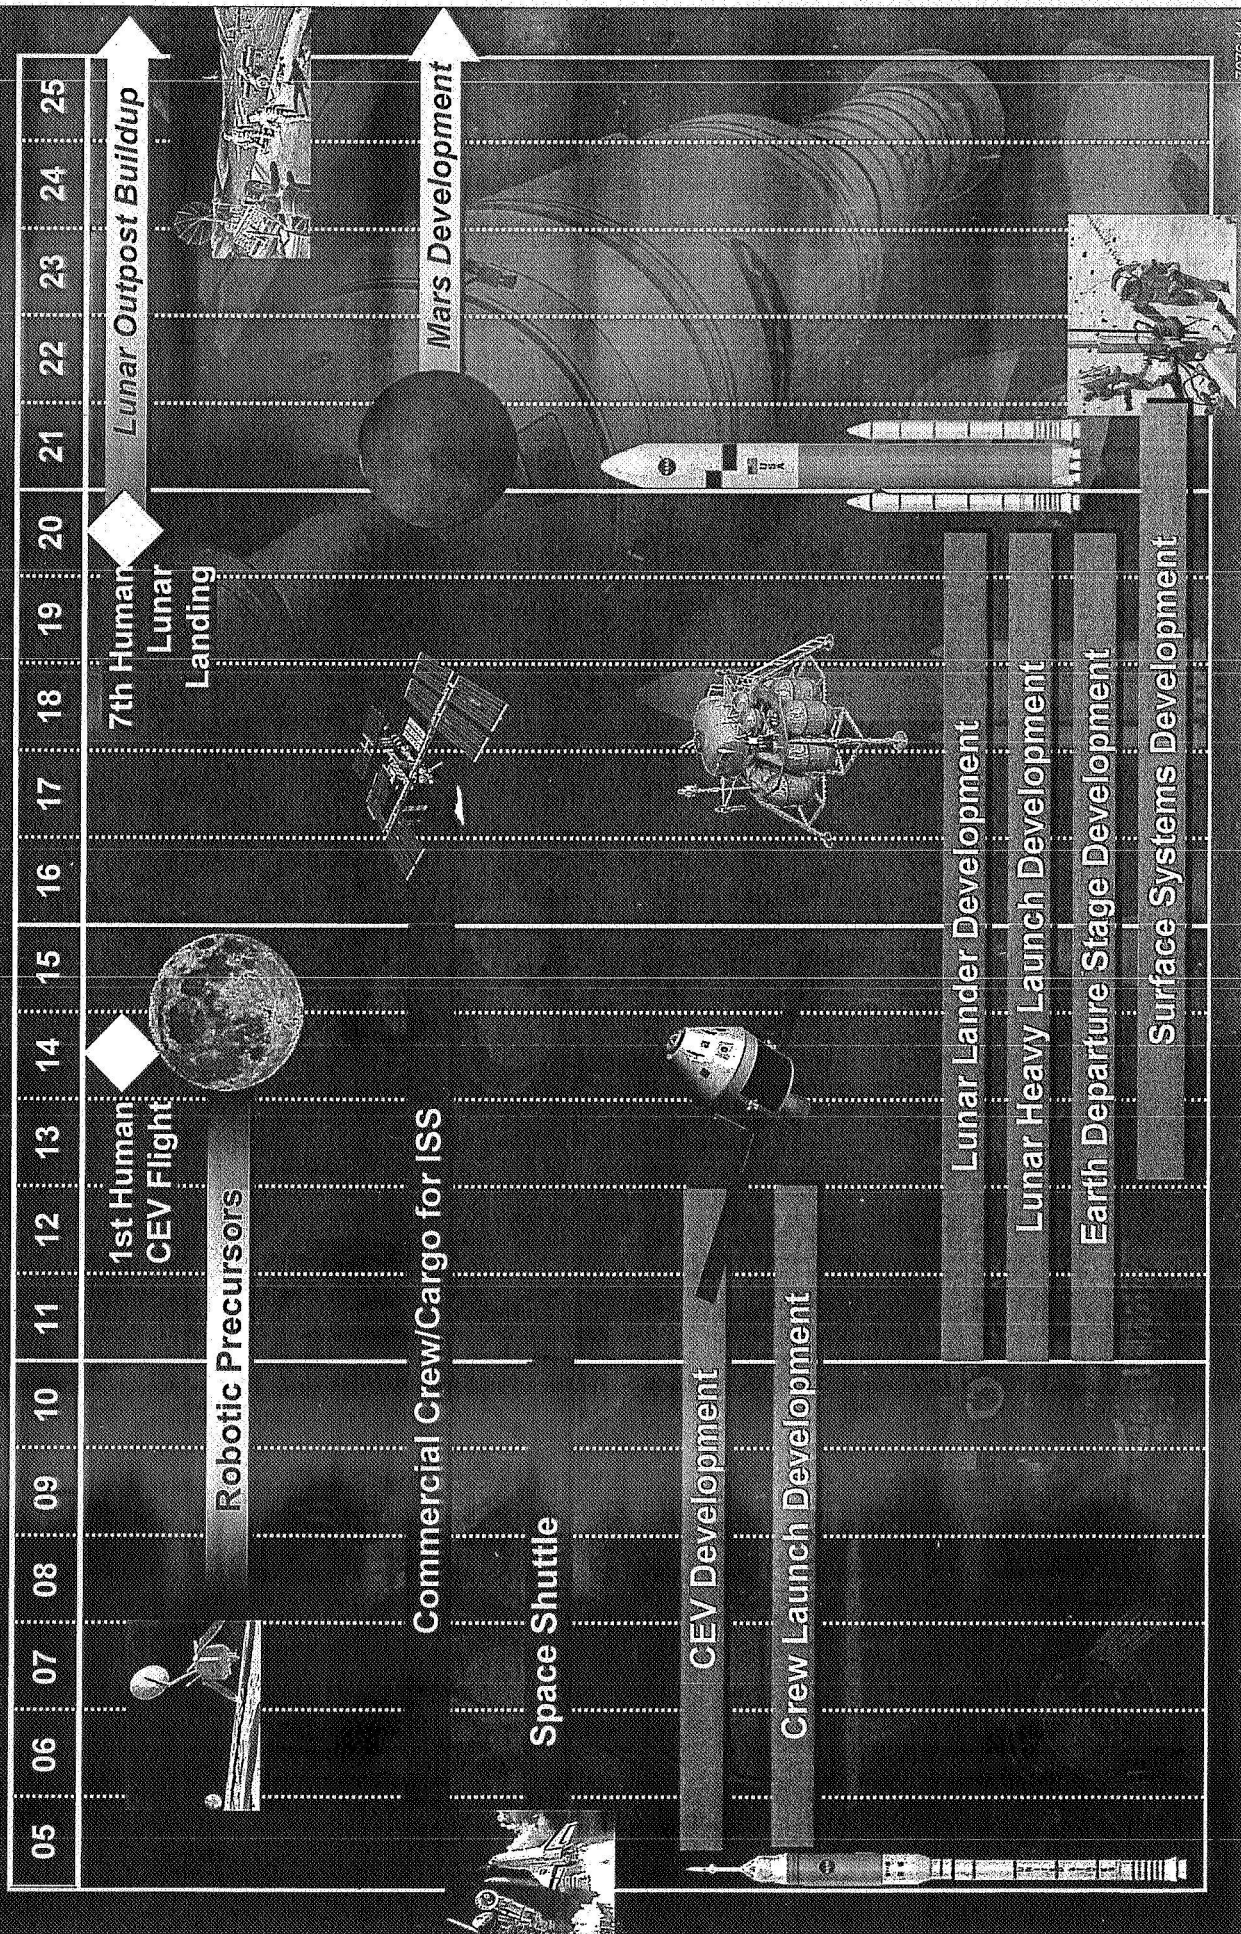 05 06 07 08 09 10 11 12 13 14 15 16 17 18 19 20 21 22 23 24 25
1st Human
CEV Flight
7th Human
Lunar
Landing
Lunar Outpost Buildup
Robotic Precursors
Mars Development
Commercial Crew/Cargo for ISS
Space Shuttle
CEV Development
Crew Launch Development
USA
Lunar Lander Development
Lunar Heavy Launch Development
Earth Departure Stage Development
Surface Systems Development